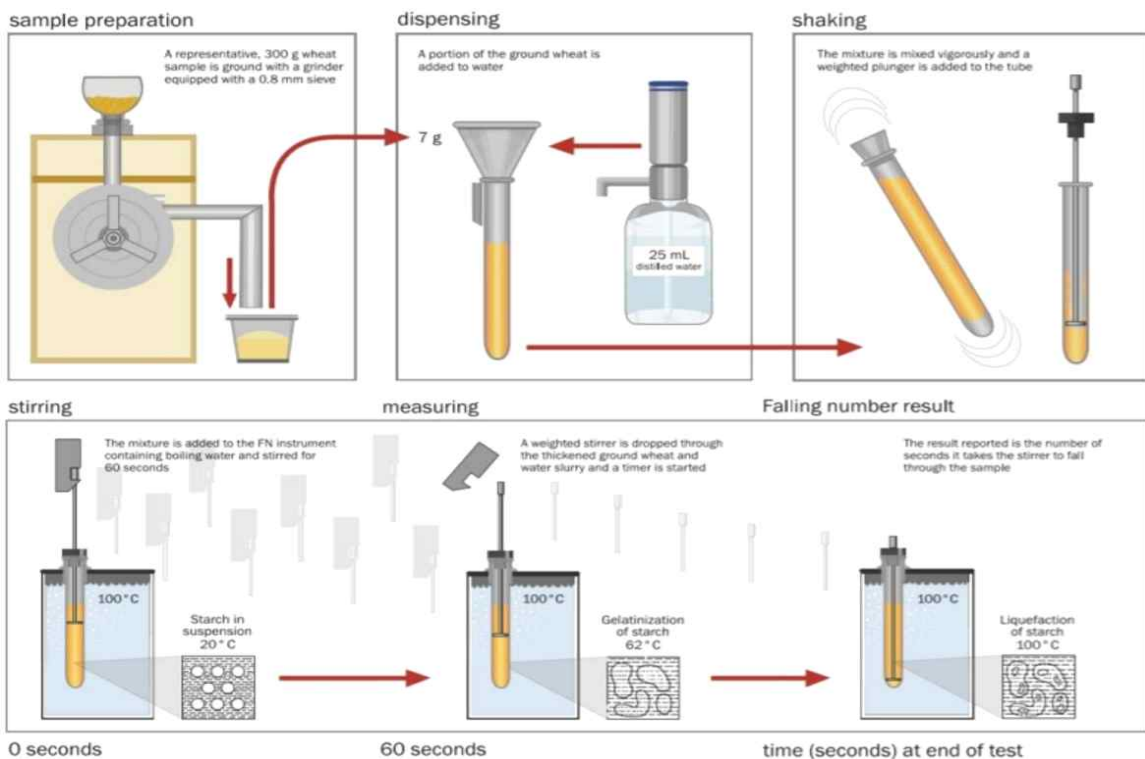 sample preparation
A representative, 300 g wheat
sample is ground with a grinder
equipped with a 0.8 mm sieve
dispensing
A portion of the ground wheat is
added to water
7 g
25 mL
distilled water
shaking
The mixture is mixed vigorously and a
weighted plunger is added to the tube
stirring
The mixture is added to the FN instrument
containing boiling water and stirred for
60 seconds
100°C
Starch in
suspension
20°C
0 seconds
measuring
A weighted stirrer is dropped through
the thickened ground wheat and
water slurry and a timer is started
100°C
Gelatinization
of starch
62°C
60 seconds
Falling number result
The result reported is the number of
seconds it takes the stirrer to fall
through the sample
100°C
Liquefaction
of starch
100°C
time (seconds) at end of test